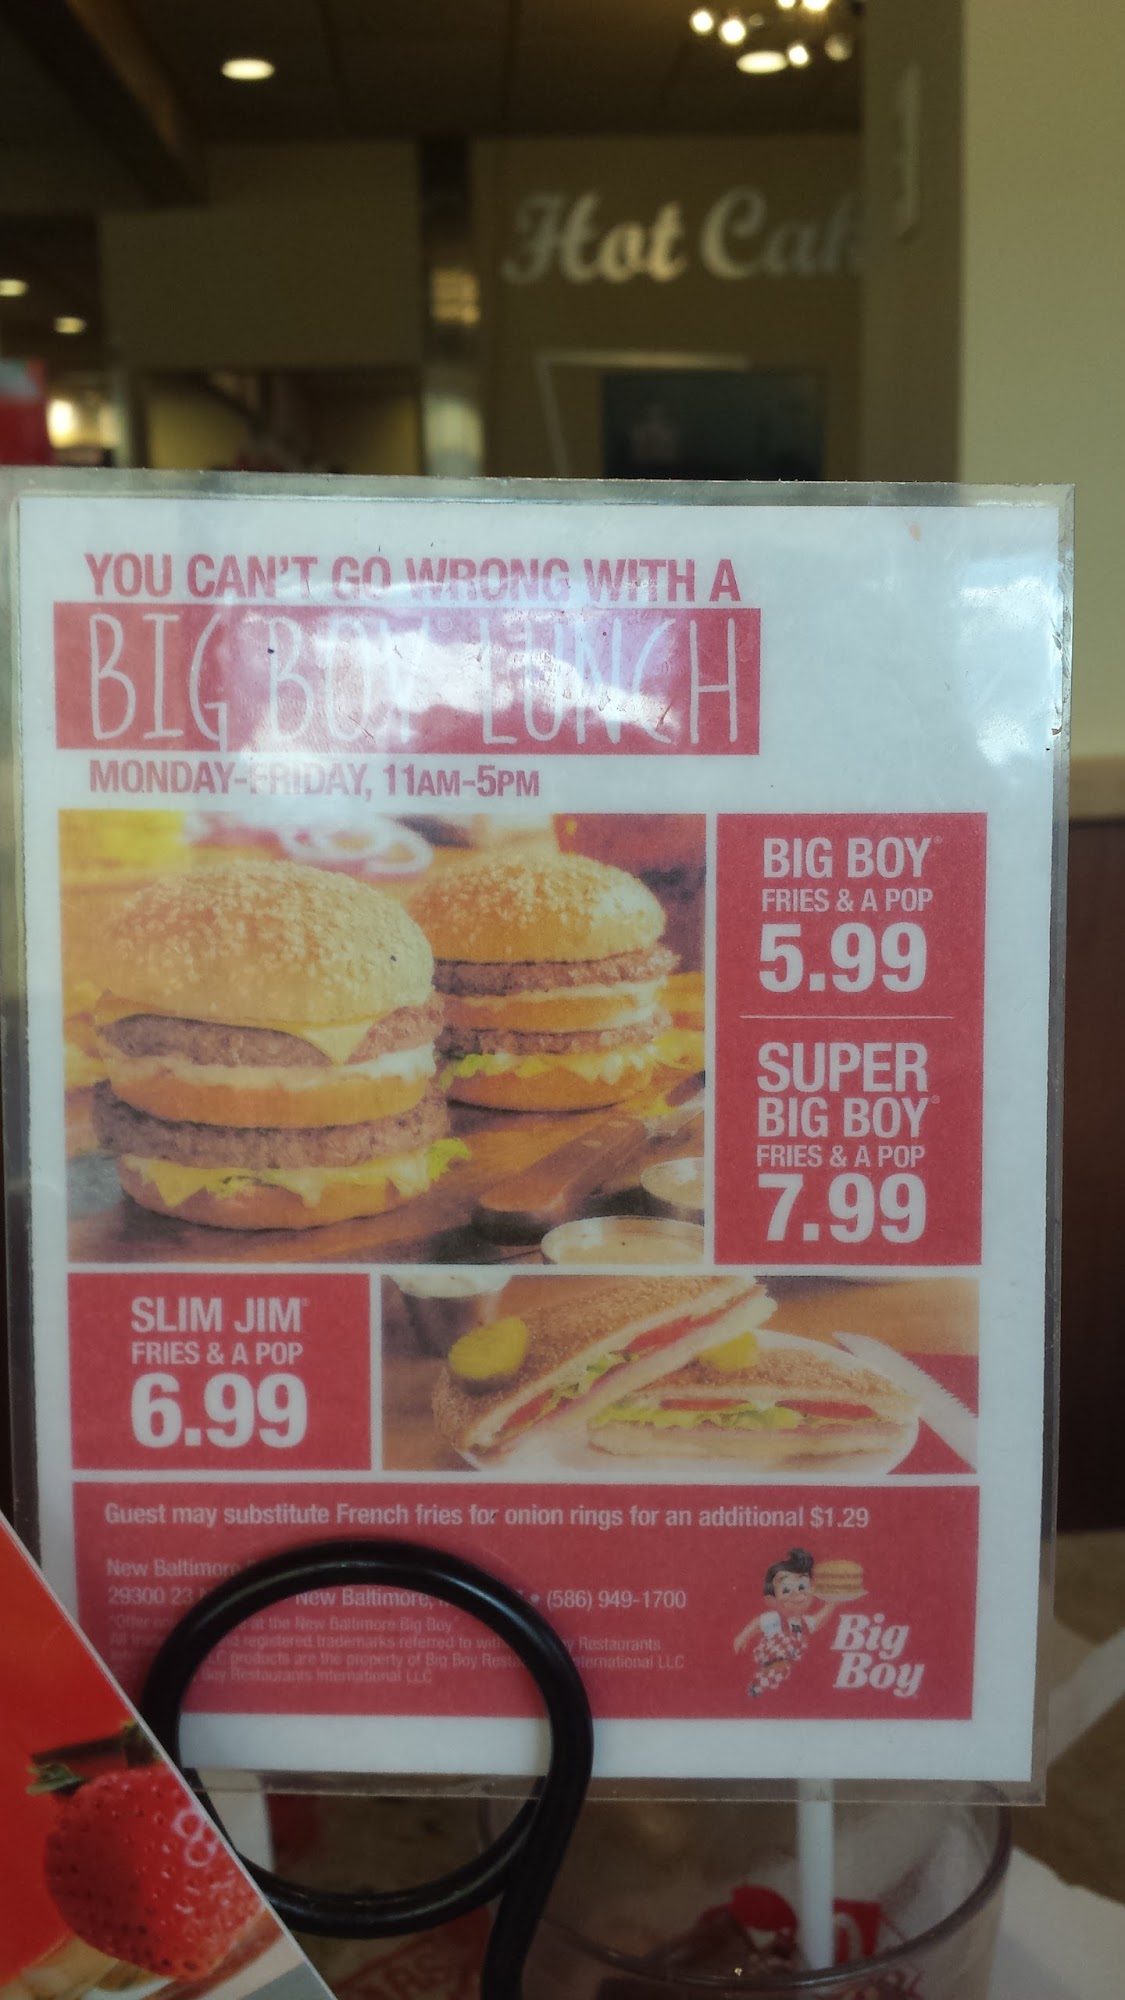 Hot Cak
YOU CAN'T GO WRONG WITH A
BIG BOY LUNCH
MONDAY-FRIDAY, 11AM-5PM
BIG BOY®
FRIES & A POP
5.99
SUPER
BIG BOY®
FRIES & A POP
7.99
SLIM JIM®
FRIES & A POP
6.99
Guest may substitute French fries for onion rings for an additional $1.29
New Baltimore
29300 23 New Baltimore, • (586) 949-1700
*Offer at the New Baltimore Big Boy
All registered trademarks referred to Restaurants
products are the property of Big Boy International LLC
Boy Restaurants International LLC
Big
Boy